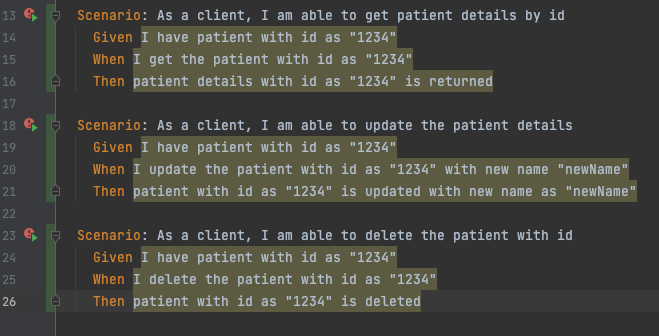 13 Scenario: As a client, I am able to get patient details by id
14 Given I have patient with id as "1234"
15 When I get the patient with id as "1234"
16 Then patient details with id as "1234" is returned
17
18 Scenario: As a client, I am able to update the patient details
19 Given I have patient with id as "1234"
20 When I update the patient with id as "1234" with new name "newName"
21 Then patient with id as "1234" is updated with new name as "newName"
22
23 Scenario: As a client, I am able to delete the patient with id
24 Given I have patient with id as "1234"
25 When I delete the patient with id as "1234"
26 Then patient with id as "1234" is deleted